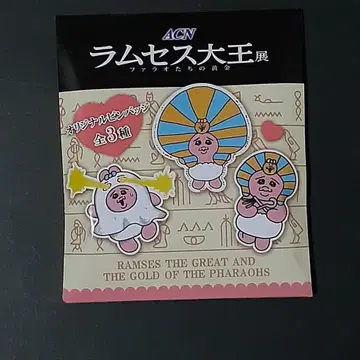 ACN
ラムセス大王展
ファラオたちの黄金
オリジナルピンバッジ
全3種
RAMSES THE GREAT AND
THE GOLD OF THE PHARAOHS